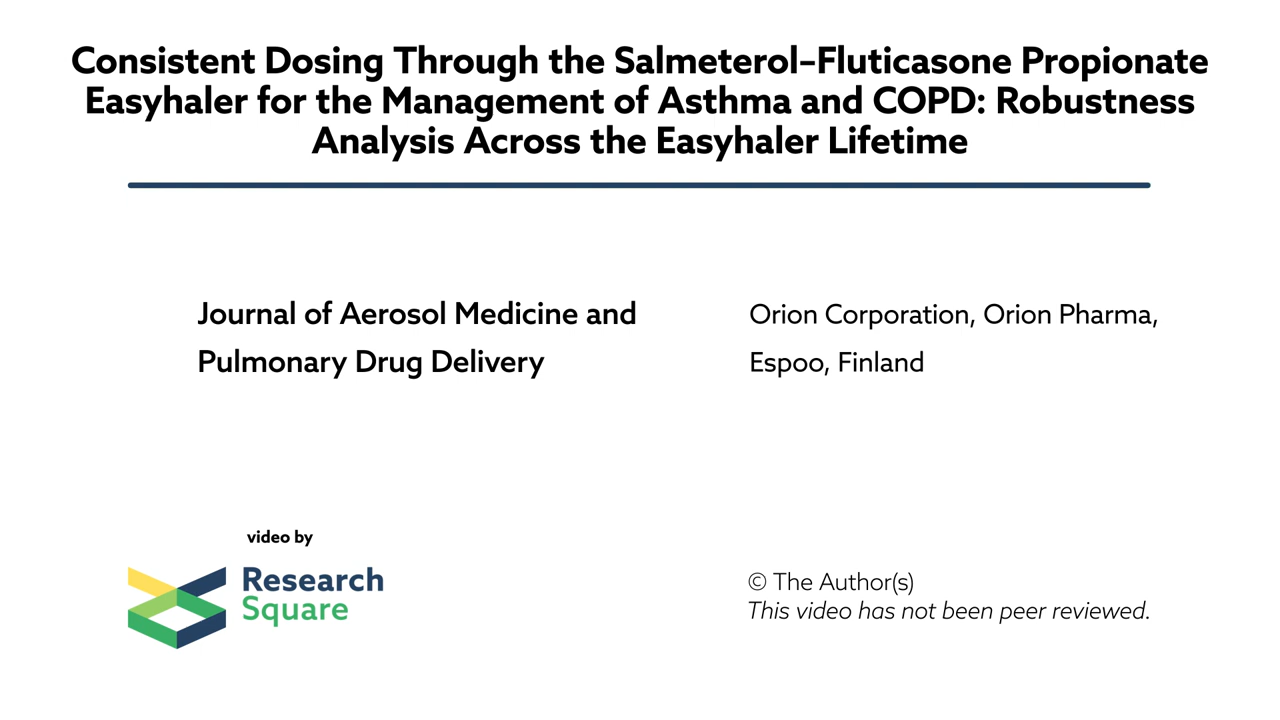 Consistent Dosing Through the Salmeterol–Fluticasone Propionate
Easyhaler for the Management of Asthma and COPD: Robustness
Analysis Across the Easyhaler Lifetime
Journal of Aerosol Medicine and
Pulmonary Drug Delivery
Orion Corporation, Orion Pharma,
Espoo, Finland
video by
Research
Square
© The Author(s)
This video has not been peer reviewed.